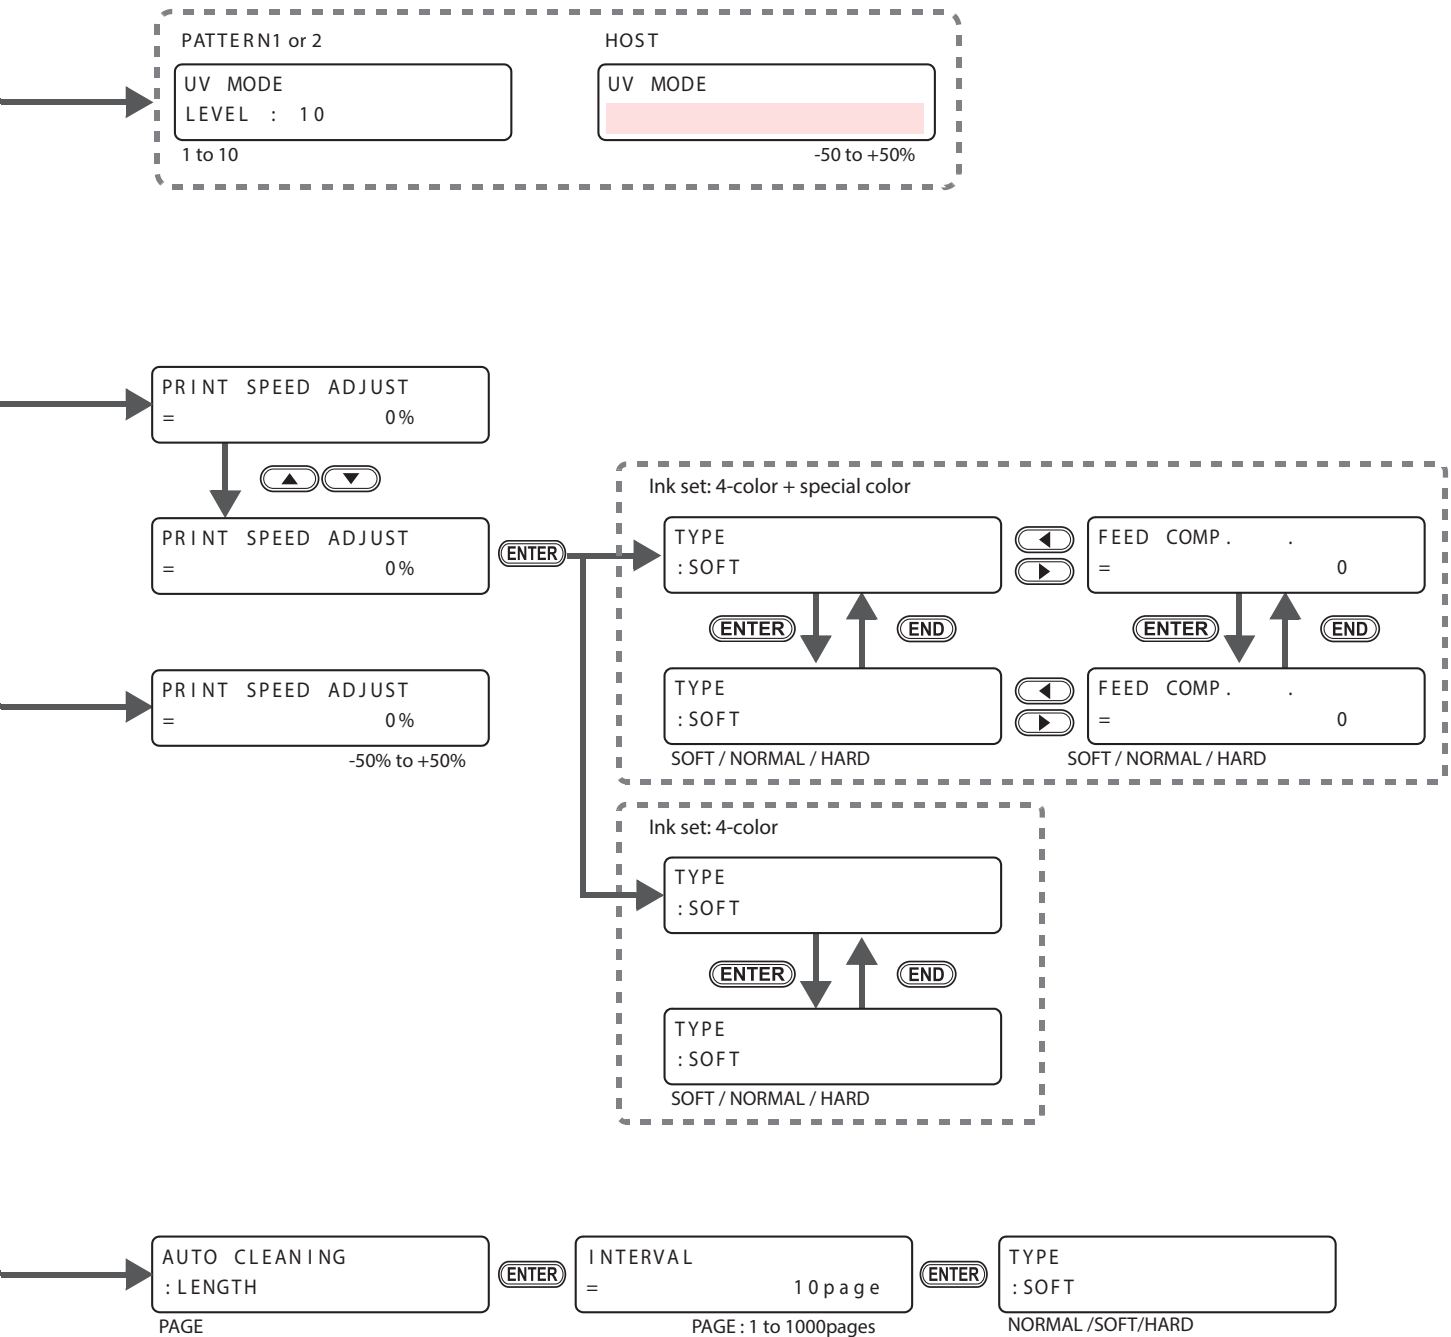 PATTERN1 or 2
HOST
UV MODE
LEVEL : 10
UV MODE
1 to 10
-50 to +50%
PRINT SPEED ADJUST
= 0%
PRINT SPEED ADJUST
= 0%
ENTER
Ink set: 4-color + special color
TYPE
:SOFT
FEED COMP. .
= 0
ENTER
END
ENTER
END
TYPE
:SOFT
FEED COMP. .
= 0
SOFT / NORMAL / HARD
SOFT / NORMAL / HARD
PRINT SPEED ADJUST
= 0%
-50% to +50%
Ink set: 4-color
TYPE
:SOFT
ENTER
END
TYPE
:SOFT
SOFT / NORMAL / HARD
AUTO CLEANING
:LENGTH
PAGE
ENTER
INTERVAL
= 10page
PAGE : 1 to 1000pages
ENTER
TYPE
:SOFT
NORMAL /SOFT/HARD